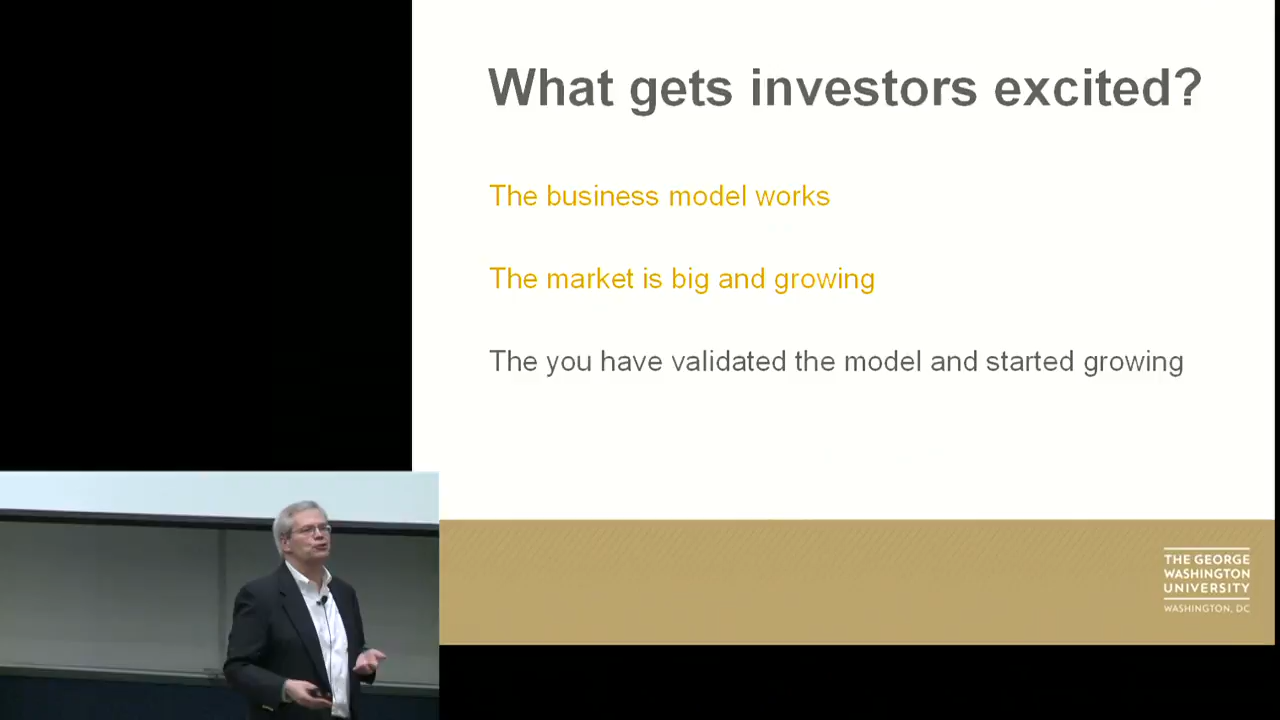 What gets investors excited?
The business model works
The market is big and growing
The you have validated the model and started growing
THE GEORGE
WASHINGTON
UNIVERSITY
WASHINGTON, DC